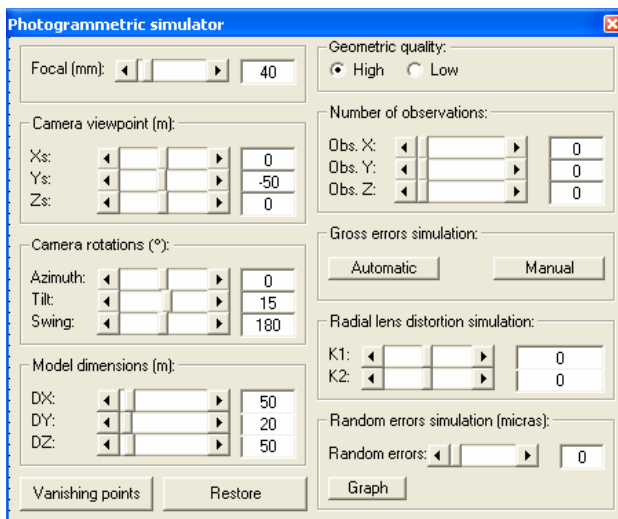 Photogrammetric simulator
Focal (mm): 40
Camera viewpoint (m):
Xs: 0
Ys: -50
Zs: 0
Camera rotations (°):
Azimuth: 0
Tilt: 15
Swing: 180
Model dimensions (m):
DX: 50
DY: 20
DZ: 50
Vanishing points Restore
Geometric quality:
High Low
Number of observations:
Obs. X: 0
Obs. Y: 0
Obs. Z: 0
Gross errors simulation:
Automatic Manual
Radial lens distortion simulation:
K1: 0
K2: 0
Random errors simulation (micras):
Random errors: 0
Graph